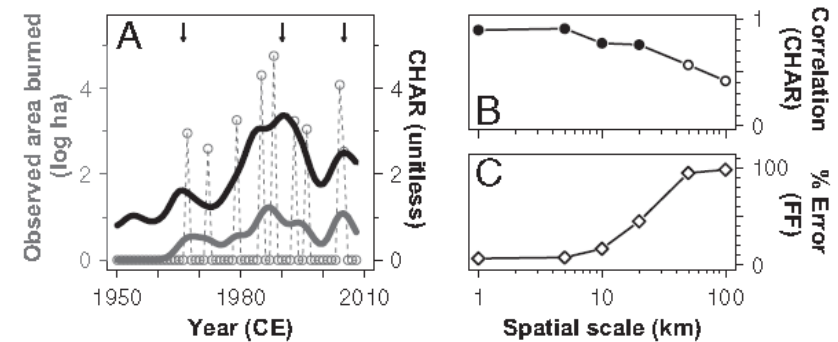 A
Observed area burned
(log ha)
4
2
0
4
2
0
CHAR (unitless)
1950
1980
2010
Year (CE)
B
1
0
Correlation
(CHAR)
C
100
0
% Error
(FF)
1
10
100
Spatial scale (km)